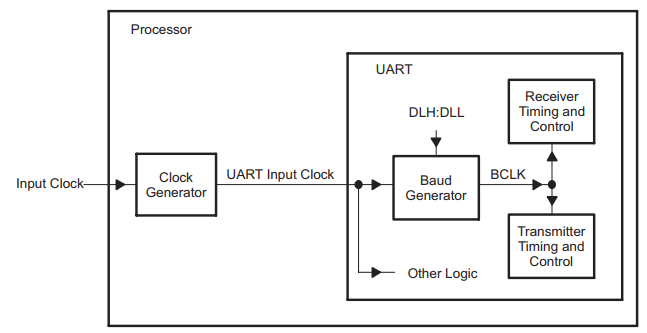 Processor
UART
DLH:DLL
Receiver
Timing and
Control
Input Clock
Clock
Generator
UART Input Clock
Baud
Generator
BCLK
Transmitter
Timing and
Control
Other Logic